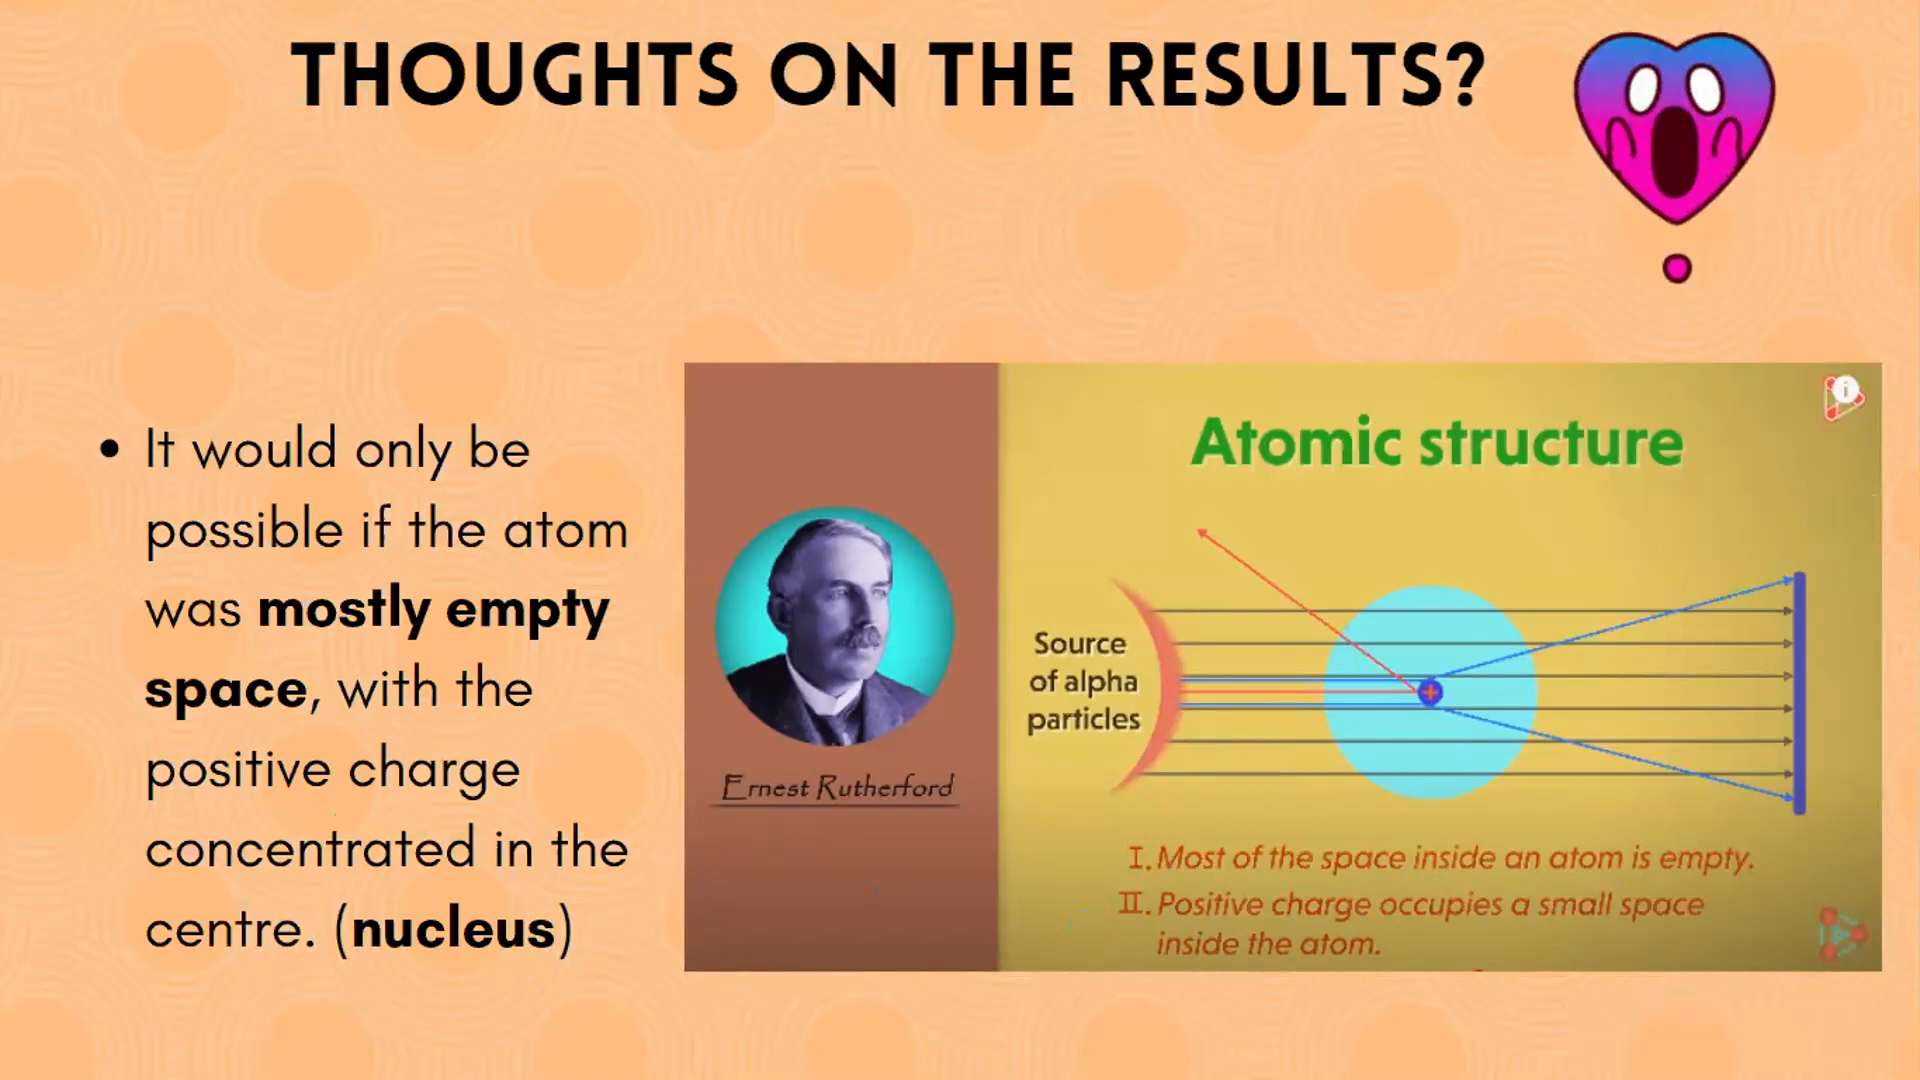 THOUGHTS ON THE RESULTS?
• It would only be
possible if the atom
was mostly empty
space, with the
positive charge
concentrated in the
centre. (nucleus)
Ernest Rutherford
Atomic structure
i
Source
of alpha
particles
+
I. Most of the space inside an atom is empty.
II. Positive charge occupies a small space
inside the atom.